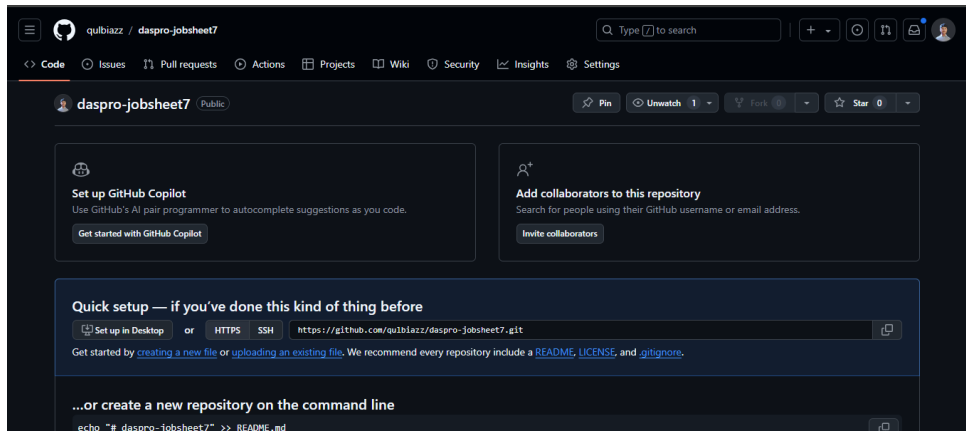 qulbiazz / daspro-jobsheet7
Type / to search
Code Issues Pull requests Actions Projects Wiki Security Insights Settings
daspro-jobsheet7 Public
Pin Unwatch 1 Fork 0 Star 0
Set up GitHub Copilot
Use GitHub's AI pair programmer to autocomplete suggestions as you code.
Get started with GitHub Copilot
Add collaborators to this repository
Search for people using their GitHub username or email address.
Invite collaborators
Quick setup — if you've done this kind of thing before
Set up in Desktop or HTTPS SSH https://github.com/qulbiazz/daspro-jobsheet7.git
Get started by creating a new file or uploading an existing file. We recommend every repository include a README, LICENSE, and .gitignore.
...or create a new repository on the command line
echo "# daspro-jobsheet7" >> README.md